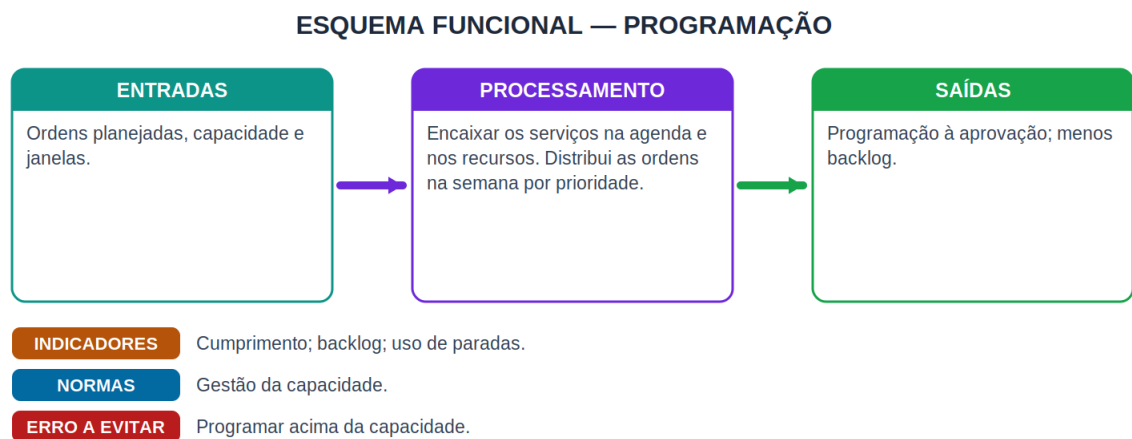 ESQUEMA FUNCIONAL — PROGRAMAÇÃO
ENTRADAS
Ordens planejadas, capacidade e
janelas.
PROCESSAMENTO
Encaixar os serviços na agenda e
nos recursos. Distribui as ordens
na semana por prioridade.
SAÍDAS
Programação à aprovação; menos
backlog.
INDICADORES
Cumprimento; backlog; uso de paradas.
NORMAS
Gestão da capacidade.
ERRO A EVITAR
Programar acima da capacidade.